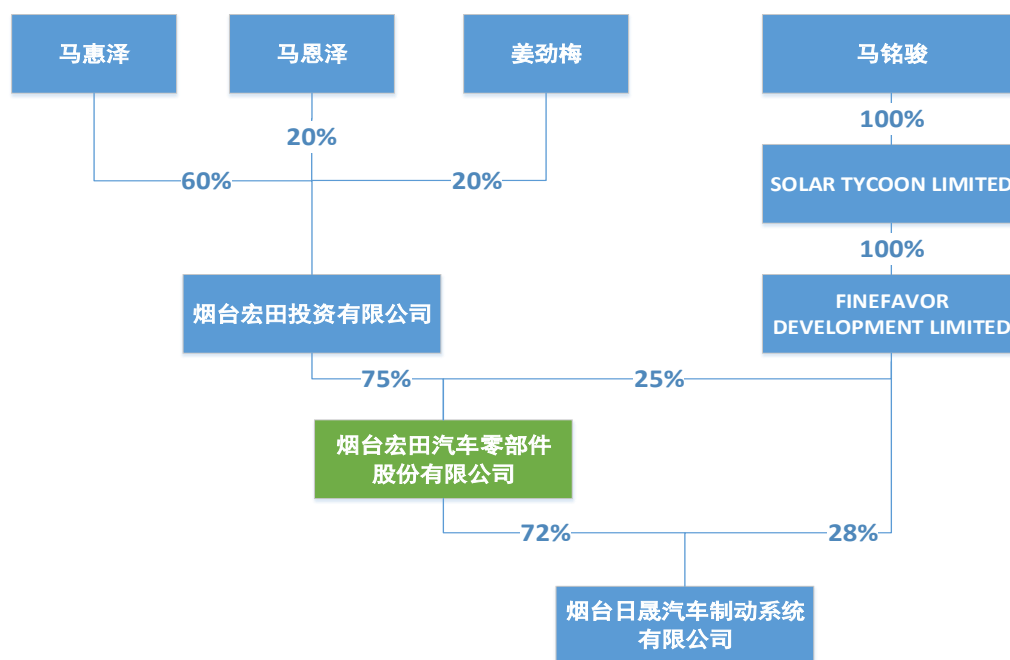 马惠泽
马恩泽
姜劲梅
马铭骏
100%
20%
60%
20%
SOLAR TYCOON LIMITED
100%
烟台宏田投资有限公司
FINEFAVOR
DEVELOPMENT LIMITED
75%
25%
烟台宏田汽车零部件
股份有限公司
72%
28%
烟台日晟汽车制动系统
有限公司